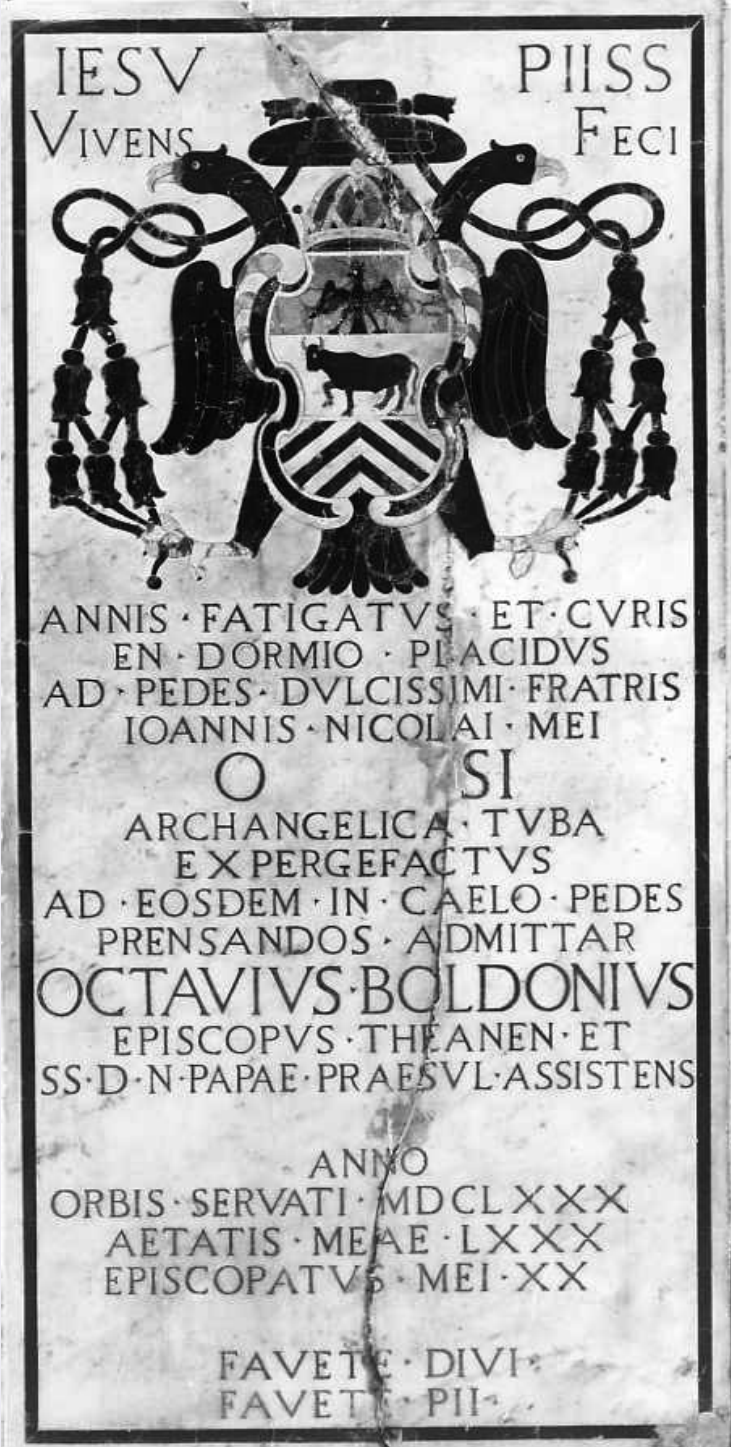 IESV PIISS
VIVENS FECI
ANNIS · FATIGATVS · ET · CVRIS
EN · DORMIO · PLACIDVS
AD · PEDES · DVLCISSIMI · FRATRIS
IOANNIS · NICOLAI · MEI
O SI
ARCHANGELICA · TVBA
EXPERGEFACTVS
AD · EOSDEM · IN · CAELO · PEDES
PRENSANDOS · ADMITTAR
OCTAVIVS · BOLDONIVS
EPISCOPVS · THEANEN · ET
SS · D · N · PAPAE · PRAESVL · ASSISTENS
ANNO
ORBIS · SERVATI · MDCLXXX
AETATIS · MEAE · LXXX
EPISCOPATVS · MEI · XX
FAVETE · DIVI ·
FAVETE · PII ·